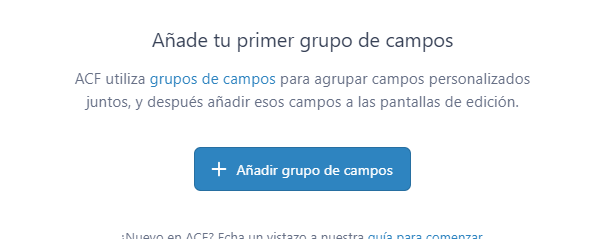 Añade tu primer grupo de campos
ACF utiliza grupos de campos para agrupar campos personalizados
juntos, y después añadir esos campos a las pantallas de edición.
Añadir grupo de campos
¿Nuevo en ACF? Echa un vistazo a nuestra guía para comenzar